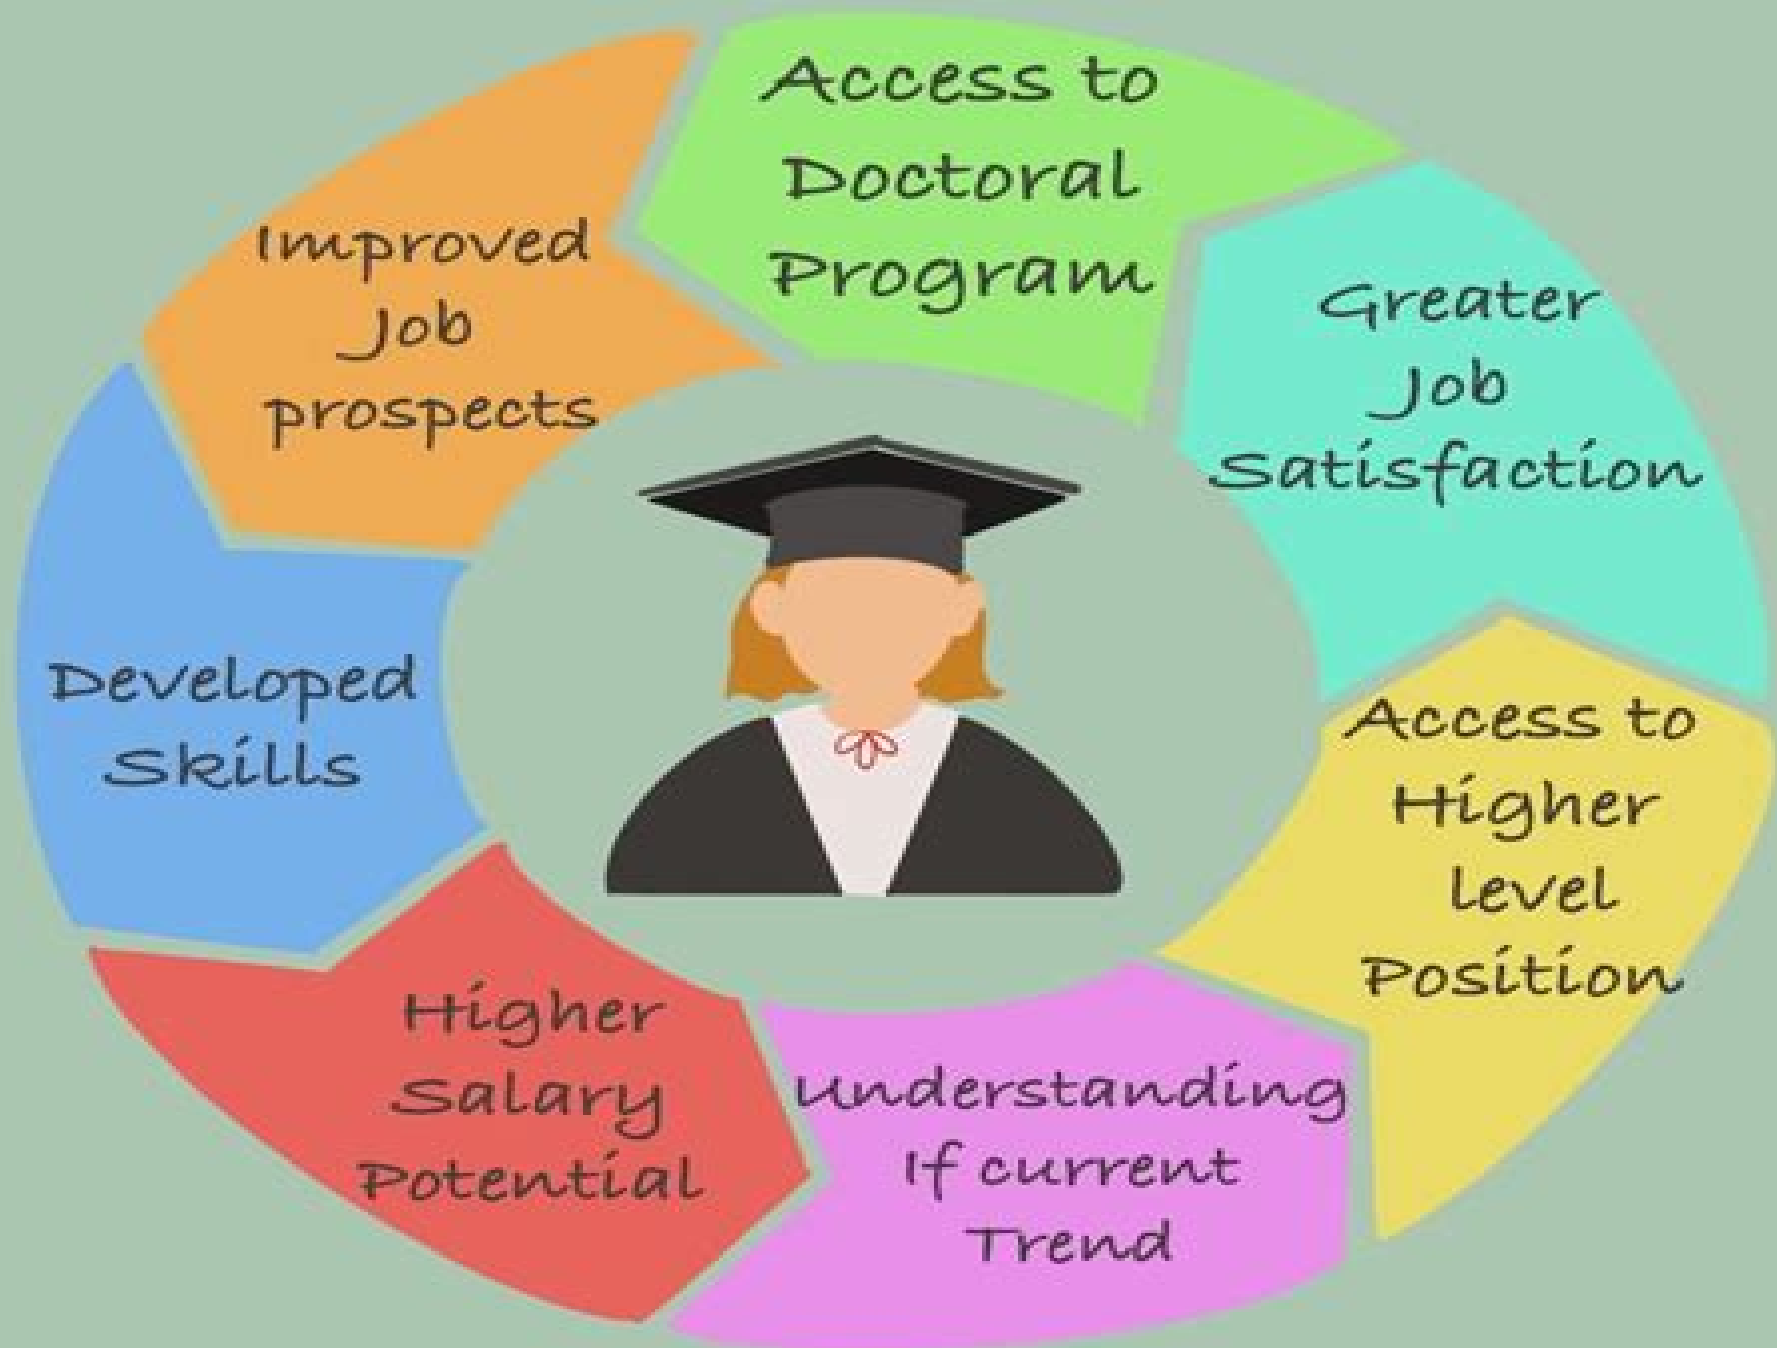 Access to
Doctoral
Program
Greater
Job
Satisfaction
Access to
Higher
level
Position
Understanding
If current
Trend
Higher
Salary
Potential
Developed
Skills
Improved
Job
prospects